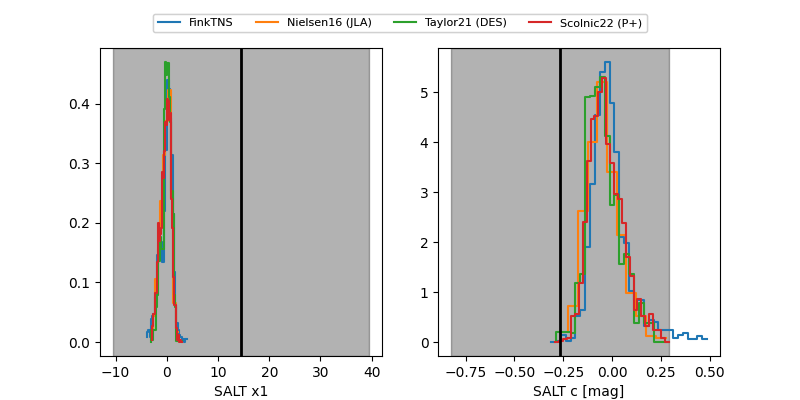 FinkTNS Nielsen16 (JLA) Taylor21 (DES) Scolnic22 (P+)
0.4
0.3
0.2
0.1
0.0
−10 0 10 20 30 40
SALT x1
5
4
3
2
1
0
−0.75 −0.50 −0.25 0.00 0.25 0.50
SALT c [mag]